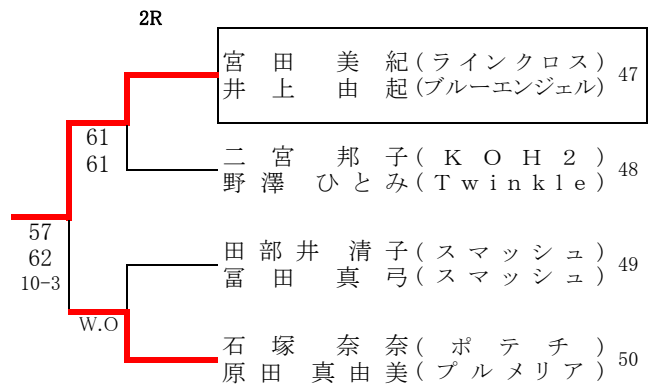 2R
宮田 美紀(ラインクロス) 47
井上 由起(ブルーエンジェル)
61
61
二宮 邦子(KOH2) 48
野澤 ひとみ(Twinkle)
57
62
10-3
田部井 清子(スマッシュ) 49
冨田 真弓(スマッシュ)
W.O
石塚 奈奈(ポテチ) 50
原田 真由美(プルメリア)